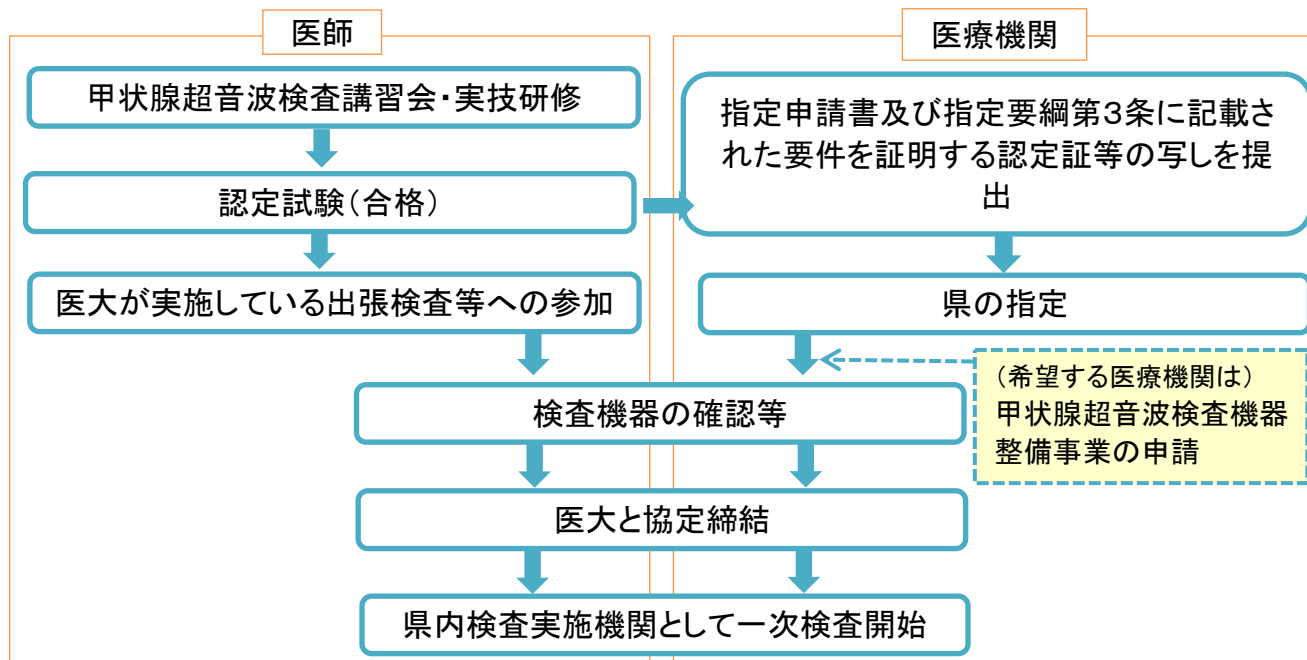 医師
甲状腺超音波検査講習会・実技研修
認定試験（合格）
医大が実施している出張検査等への参加
医療機関
指定申請書及び指定要綱第３条に記載さ
れた要件を証明する認定証等の写しを提
出
県の指定
（希望する医療機関は）
甲状腺超音波検査機器
整備事業の申請
検査機器の確認等
医大と協定締結
県内検査実施機関として一次検査開始